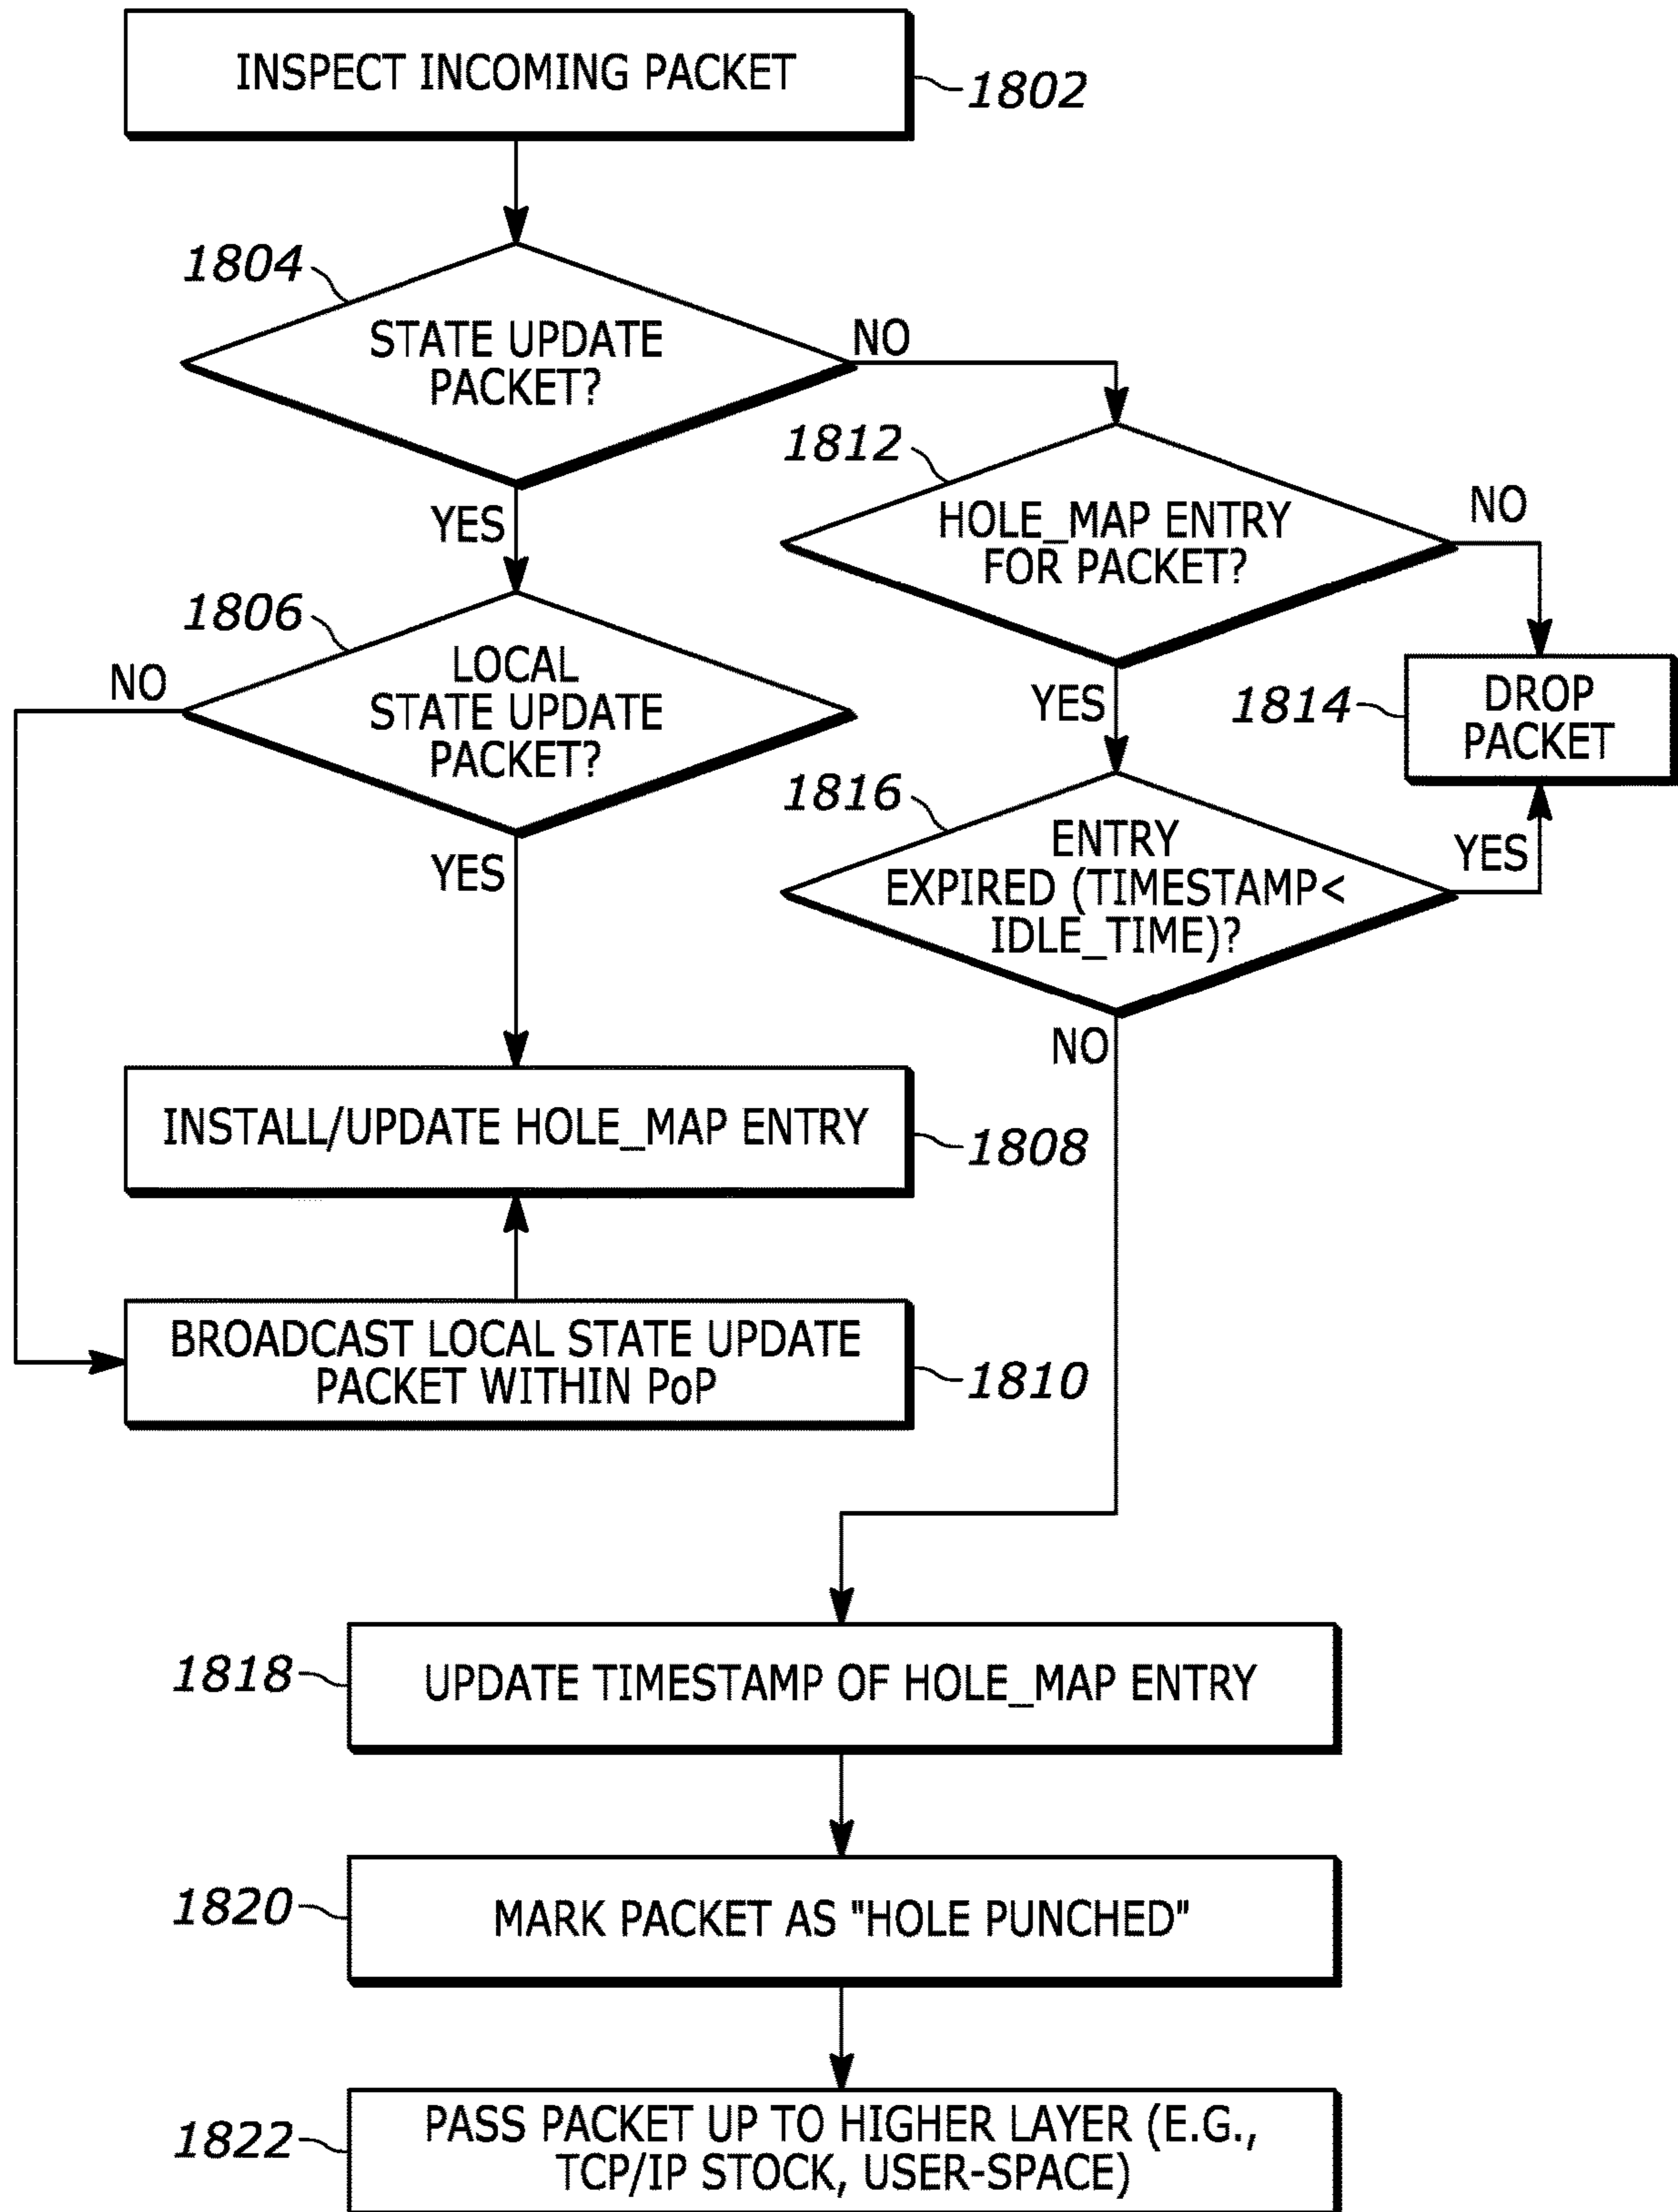 INSPECT INCOMING PACKET
1802
1804
STATE UPDATE
PACKET?
NO
YES
1812
HOLE_MAP ENTRY
FOR PACKET?
NO
YES
1806
LOCAL
STATE UPDATE
PACKET?
NO
YES
1814
DROP
PACKET
1816
ENTRY
EXPIRED (TIMESTAMP<
IDLE_TIME)?
YES
NO
INSTALL/UPDATE HOLE_MAP ENTRY
1808
BROADCAST LOCAL STATE UPDATE
PACKET WITHIN PoP
1810
1818
UPDATE TIMESTAMP OF HOLE_MAP ENTRY
1820
MARK PACKET AS "HOLE PUNCHED"
1822
PASS PACKET UP TO HIGHER LAYER (E.G.,
TCP/IP STOCK, USER-SPACE)